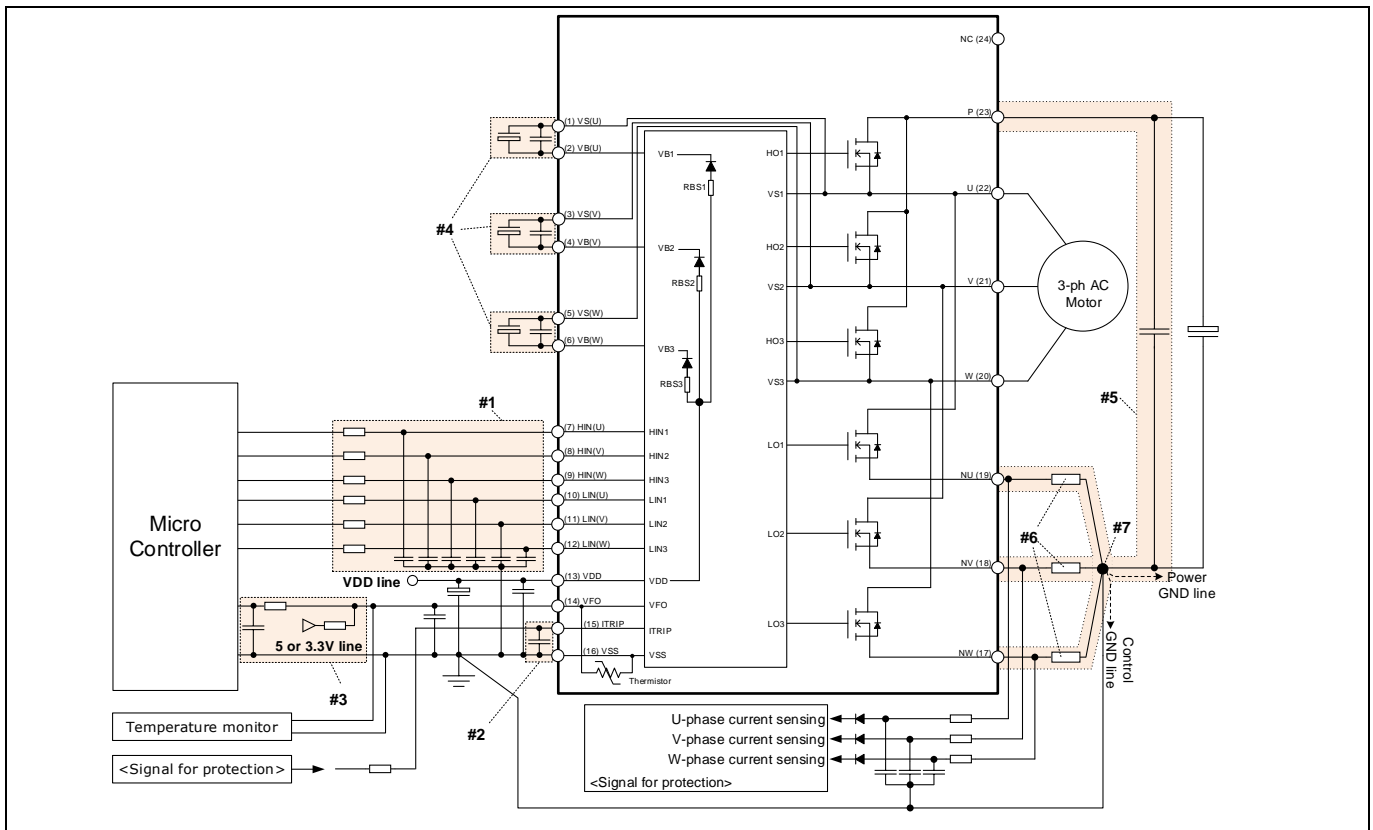 NC (24)
P (23)
(1) VS(U)
(2) VB(U)
VB1
RBS1
HO1
VS1
U (22)
#4
(3) VS(V)
(4) VB(V)
VB2
RBS2
HO2
VS2
V (21)
3-ph AC
Motor
(5) VS(W)
(6) VB(W)
VB3
RBS3
HO3
VS3
W (20)
#5
#1
(7) HIN(U)
HIN1
(8) HIN(V)
HIN2
(9) HIN(W)
HIN3
(10) LIN(U)
LIN1
(11) LIN(V)
LIN2
(12) LIN(W)
LIN3
LO1
NU (19)
Micro
Controller
VDD line
(13) VDD
VDD
LO2
NV (18)
#6
#7
Power
GND line
(14) VFO
VFO
(15) ITRIP
ITRIP
(16) VSS
VSS
Thermistor
LO3
NW (17)
Control
GND line
5 or 3.3V line
#3
#2
Temperature monitor
<Signal for protection>
U-phase current sensing
V-phase current sensing
W-phase current sensing
<Signal for protection>